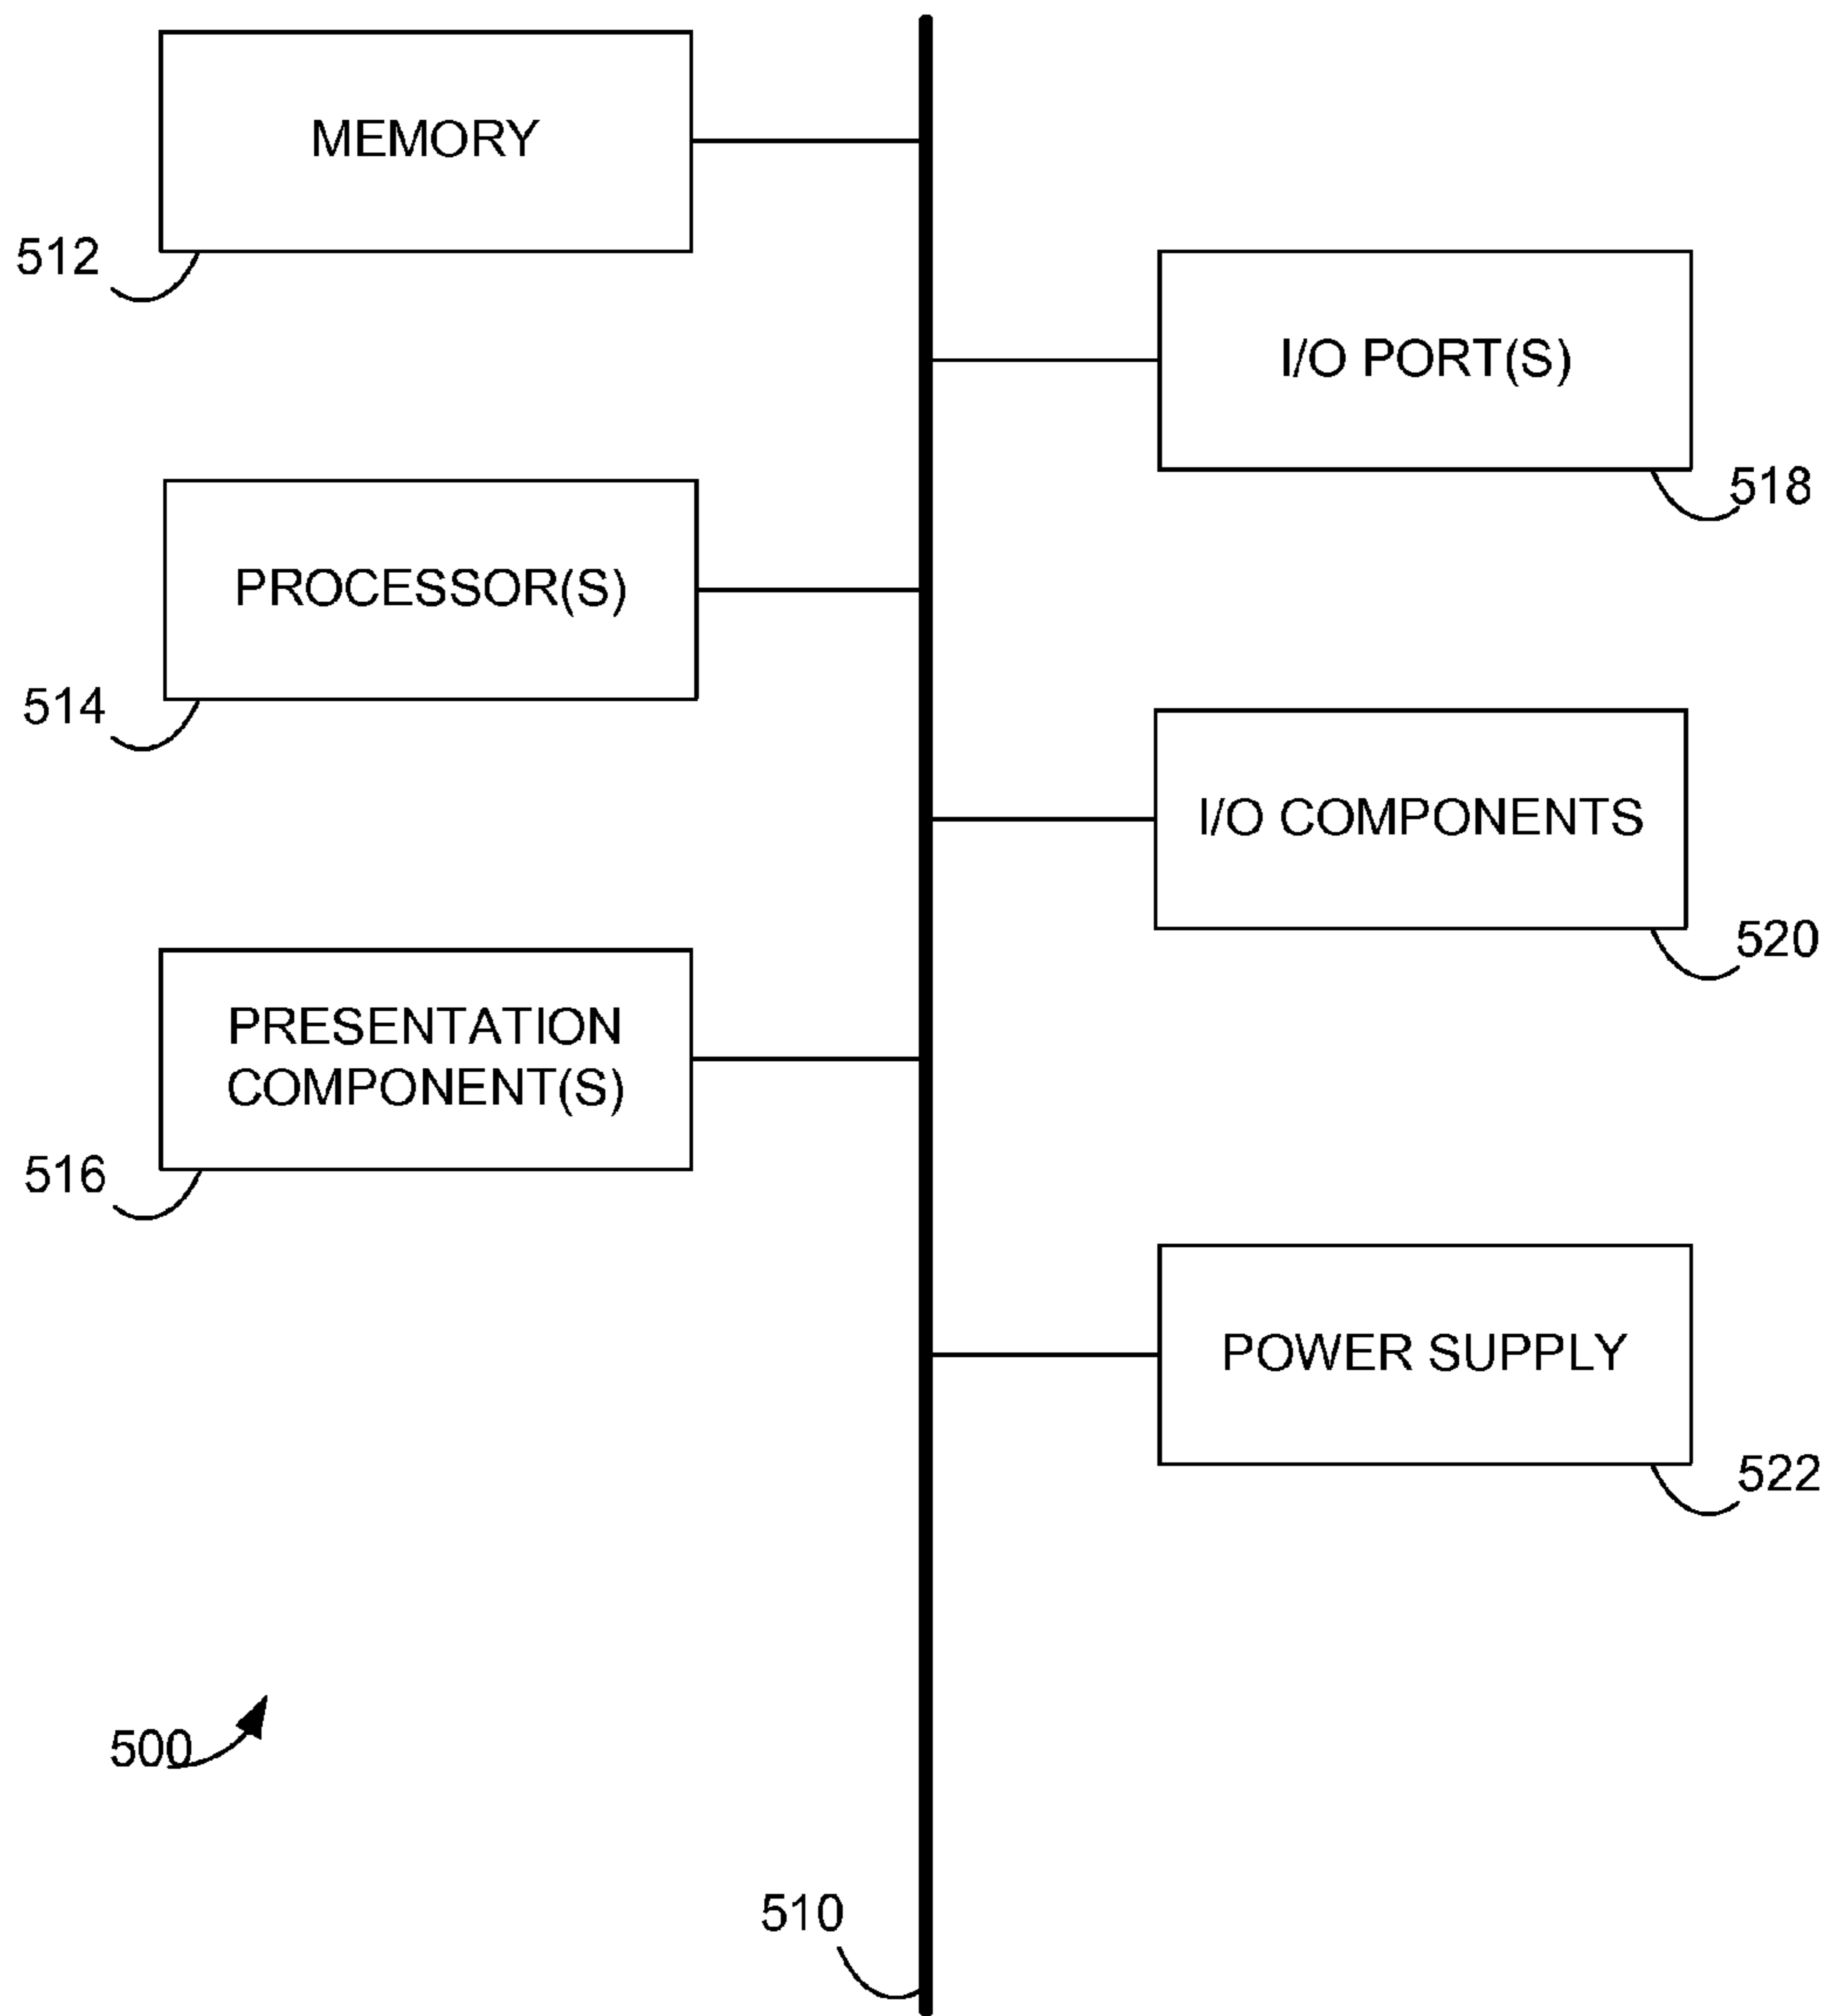 MEMORY
512
I/O PORT(S)
518
PROCESSOR(S)
514
I/O COMPONENTS
520
PRESENTATION
COMPONENT(S)
516
POWER SUPPLY
522
500
510